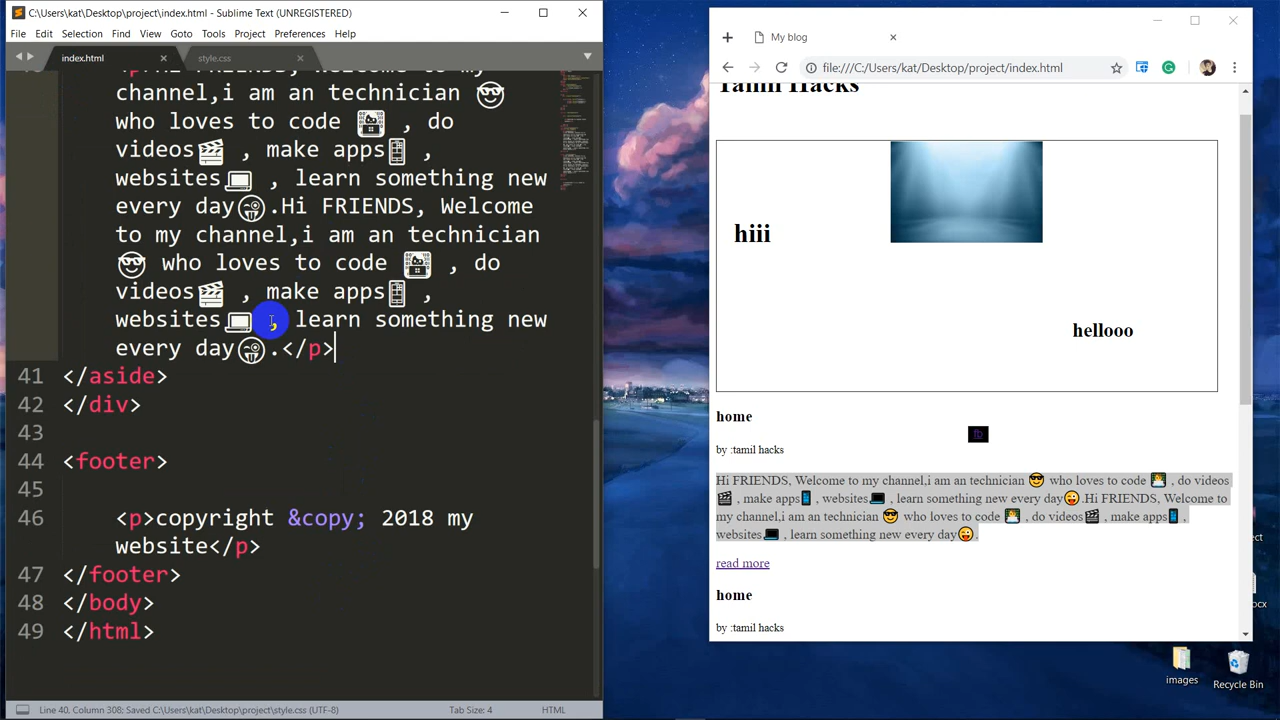 C:\Users\kat\Desktop\project\index.html - Sublime Text (UNREGISTERED)
File Edit Selection Find View Goto Tools Project Preferences Help
index.html
style.css
channel,i am an technician 😎
who loves to code 👩‍💻 , do
videos🎬 , make apps📱 ,
websites💻 , learn something new
every day😜.Hi FRIENDS, Welcome
to my channel,i am an technician
😎 who loves to code 👩‍💻 , do
videos🎬 , make apps📱 ,
websites💻 , learn something new
every day😜.</p>
41 </aside>
42 </div>
43
44 <footer>
45
46 <p>copyright &copy; 2018 my
website</p>
47 </footer>
48 </body>
49 </html>
Line 40, Column 308; Saved C:\Users\kat\Desktop\project\style.css (UTF-8)
Tab Size: 4
HTML
My blog
file:///C:/Users/kat/Desktop/project/index.html
Tamil Hacks
hiii
hellooo
home
by :tamil hacks
Hi FRIENDS, Welcome to my channel,i am an technician 😎 who loves to code 👩‍💻 , do videos
🎬 , make apps📱 , websites💻 , learn something new every day😜.Hi FRIENDS, Welcome to
my channel,i am an technician 😎 who loves to code 👩‍💻 , do videos🎬 , make apps📱 ,
websites💻 , learn something new every day😜.
read more
home
by :tamil hacks
images
Recycle Bin